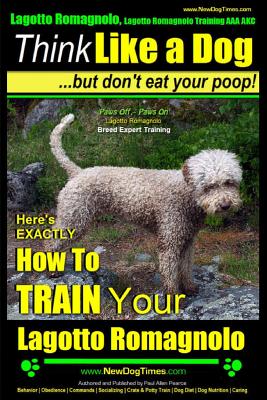 www.NewDogTimes.com
Lagotto Romagnolo, Lagotto Romagnolo Training AAA AKC
Think Like a Dog
...but don't eat your poop!
Paws Off,- Paws On!
Lagotto Romagnolo
Breed Expert Training
Here's
EXACTLY
How To
TRAIN Your
Lagotto Romagnolo
www.NewDogTimes.com
Authored and Published by Paul Allen Pearce
Behavior | Obedience | Commands | Socializing | Crate & Potty Train | Dog Diet | Dog Nutrition | Caring